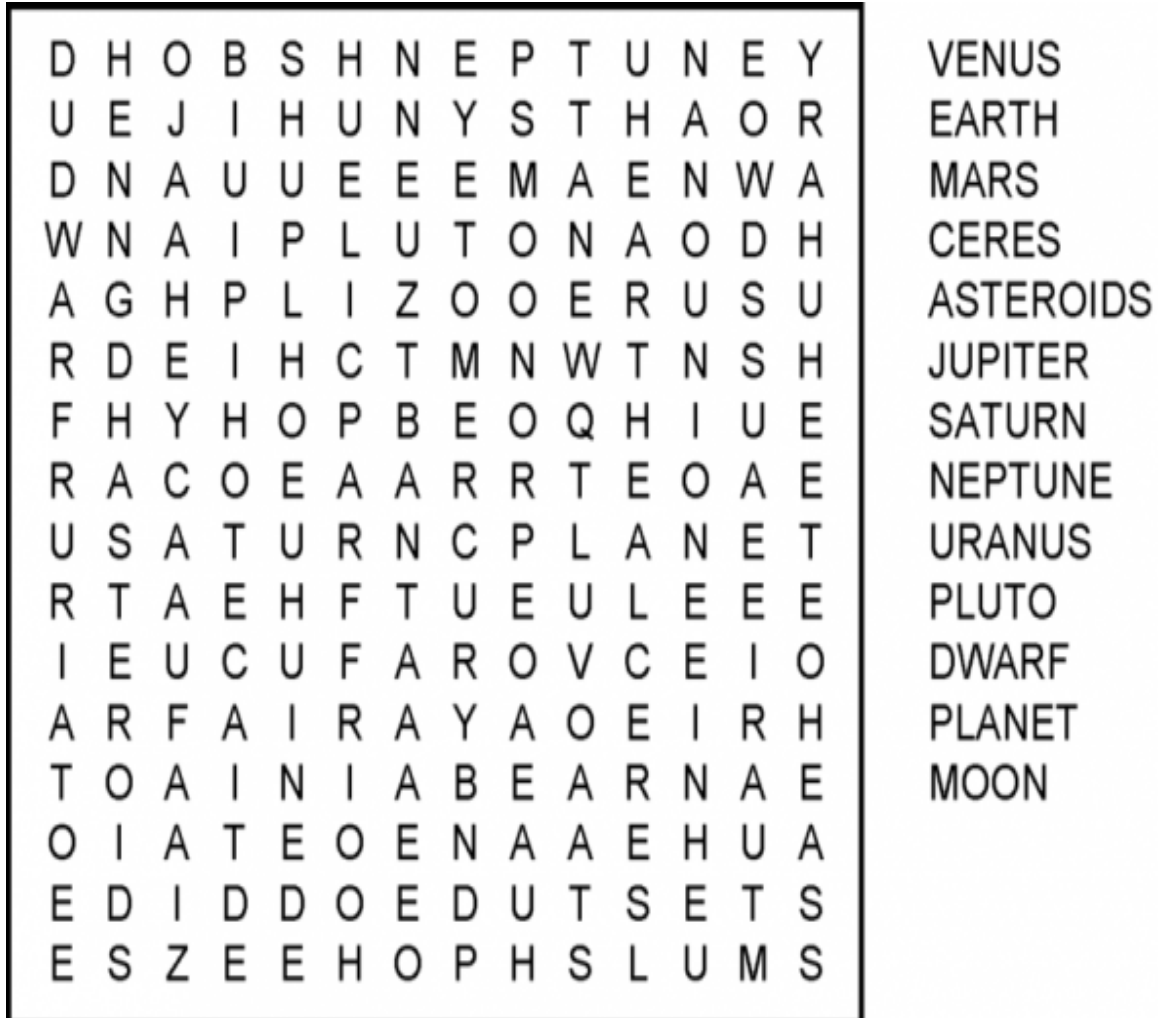 D H O B S H N E P T U N E Y VENUS
U E J I H U N Y S T H A O R EARTH
D N A U U E E E M A E N W A MARS
W N A I P L U T O N A O D H CERES
A G H P L I Z O O E R U S U ASTEROIDS
R D E I H C T M N W T N S H JUPITER
F H Y H O P B E O Q H I U E SATURN
R A C O E A A R R T E O A E NEPTUNE
U S A T U R N C P L A N E T URANUS
R T A E H F T U E U L E E E PLUTO
I E U C U F A R O V C E I O DWARF
A R F A I R A Y A O E I R H PLANET
T O A I N I A B E A R N A E MOON
O I A T E O E N A A E H U A
E D I D D O E D U T S E T S
E S Z E E H O P H S L U M S